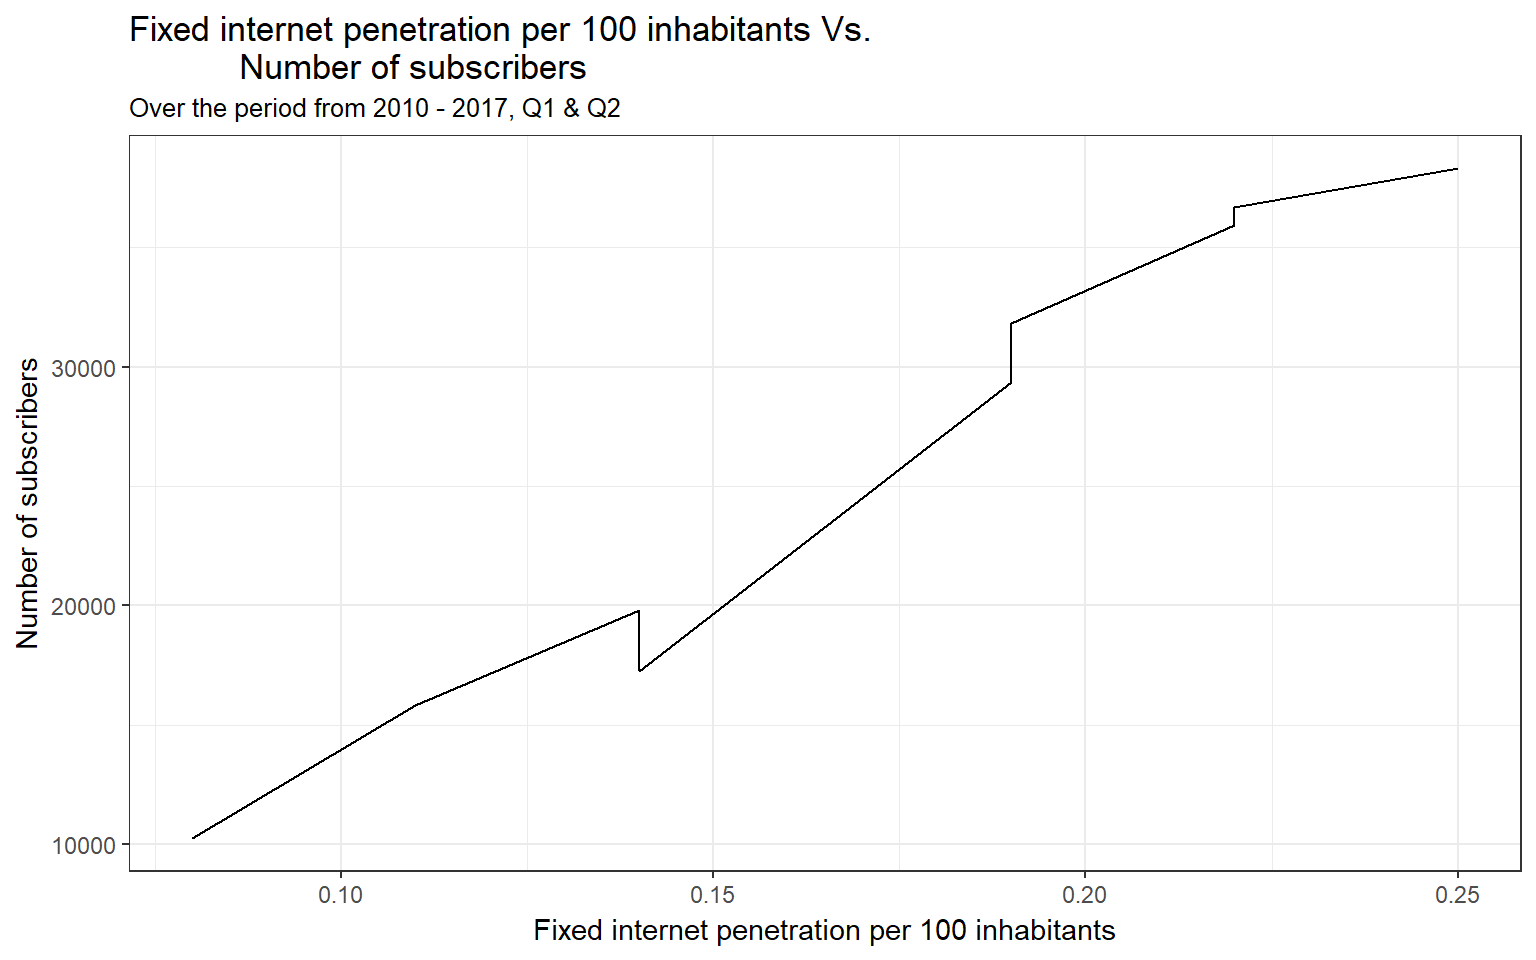 Fixed internet penetration per 100 inhabitants Vs.
Number of subscribers
Over the period from 2010 - 2017, Q1 & Q2
Number of subscribers
30000
20000
10000
0.10
0.15
0.20
0.25
Fixed internet penetration per 100 inhabitants